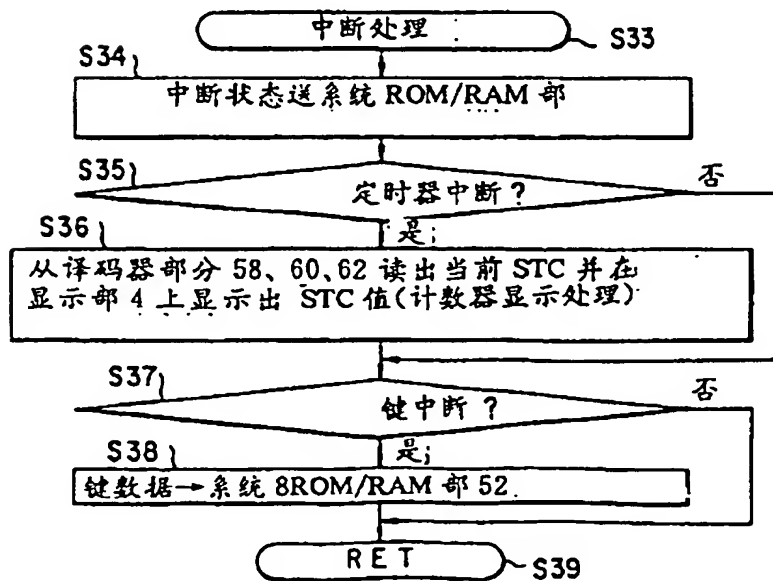 中断处理
S33
S34
中断状态送系统 ROM/RAM 部
S35
定时器中断?
否
S36
是;
从译码器部分 58、60、62 读出当前 STC 并在
显示部 4 上显示出 STC 值(计数器显示处理)
S37
键中断?
否
S38
是;
键数据→系统 8ROM/RAM 部 52
RET
S39